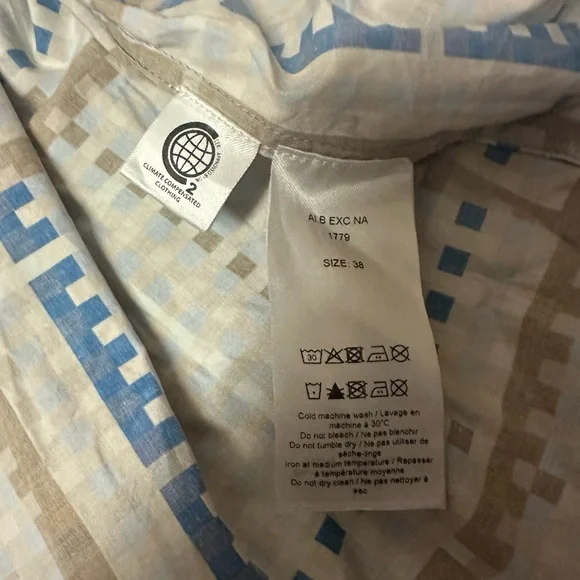 CO2
CLIMATE COMPENSATED
CLOTHING
AI B EXC NA
1779
SIZE: 38
30
Cold machine wash / Lavage en
machine à 30°C
Do not bleach / Ne pas blanchir
Do not tumble dry / Ne pas utiliser de
sèche-linge
Iron at medium temperature / Repasser
à température moyenne
Do not dry clean / Ne pas nettoyer à
sec